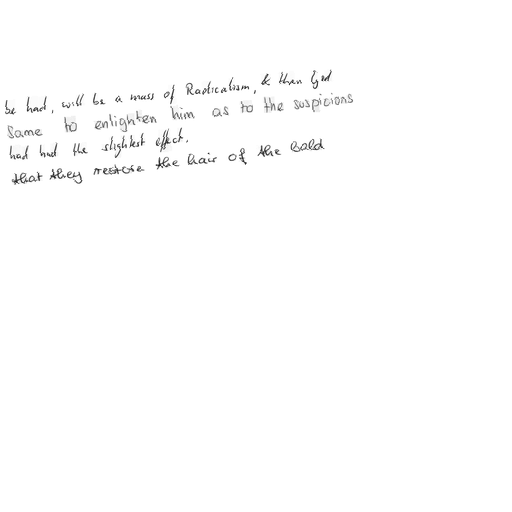 be had, will be a mass of Radicalism, & then God
Same to enlighten him as to the suspicions
had had the slightest effect.
that they restore the hair of the bald